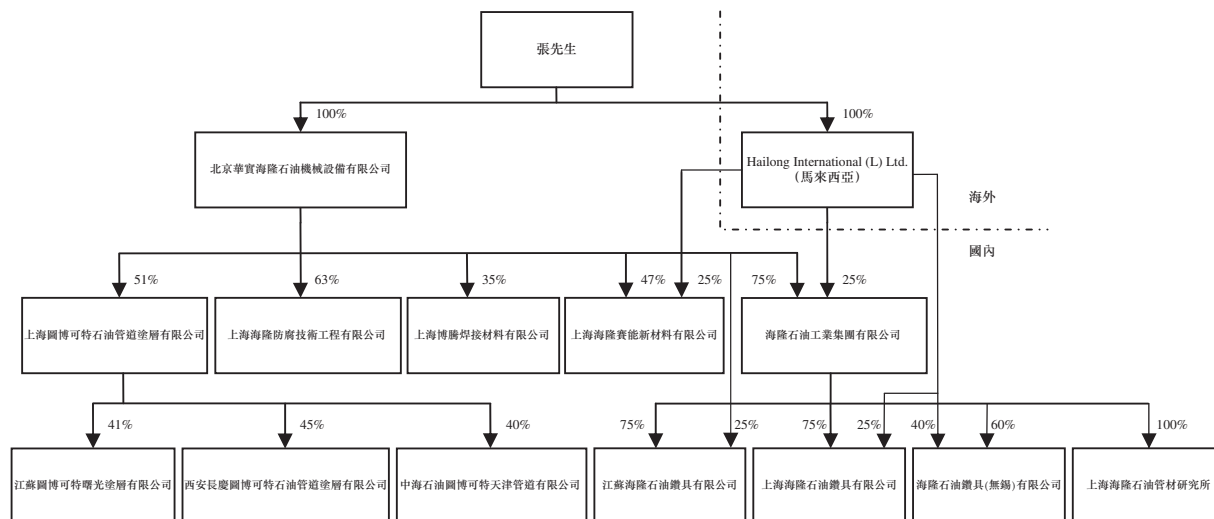 張先生
100%
100%
北京華實海隆石油機械設備有限公司
Hailong International (L) Ltd.
(馬來西亞)
海外
國內
51%
63%
35%
47%
25%
75%
25%
上海圖博可特石油管道塗層有限公司
上海海隆防腐技術工程有限公司
上海博騰焊接材料有限公司
上海海隆賽能新材料有限公司
海隆石油工業集團有限公司
41%
45%
40%
75%
25%
75%
25%
40%
60%
100%
江蘇圖博可特曙光塗層有限公司
西安長慶圖博可特石油管道塗層有限公司
中海石油圖博可特天津管道有限公司
江蘇海隆石油鑽具有限公司
上海海隆石油鑽具有限公司
海隆石油鑽具(無錫)有限公司
上海海隆石油管材研究所